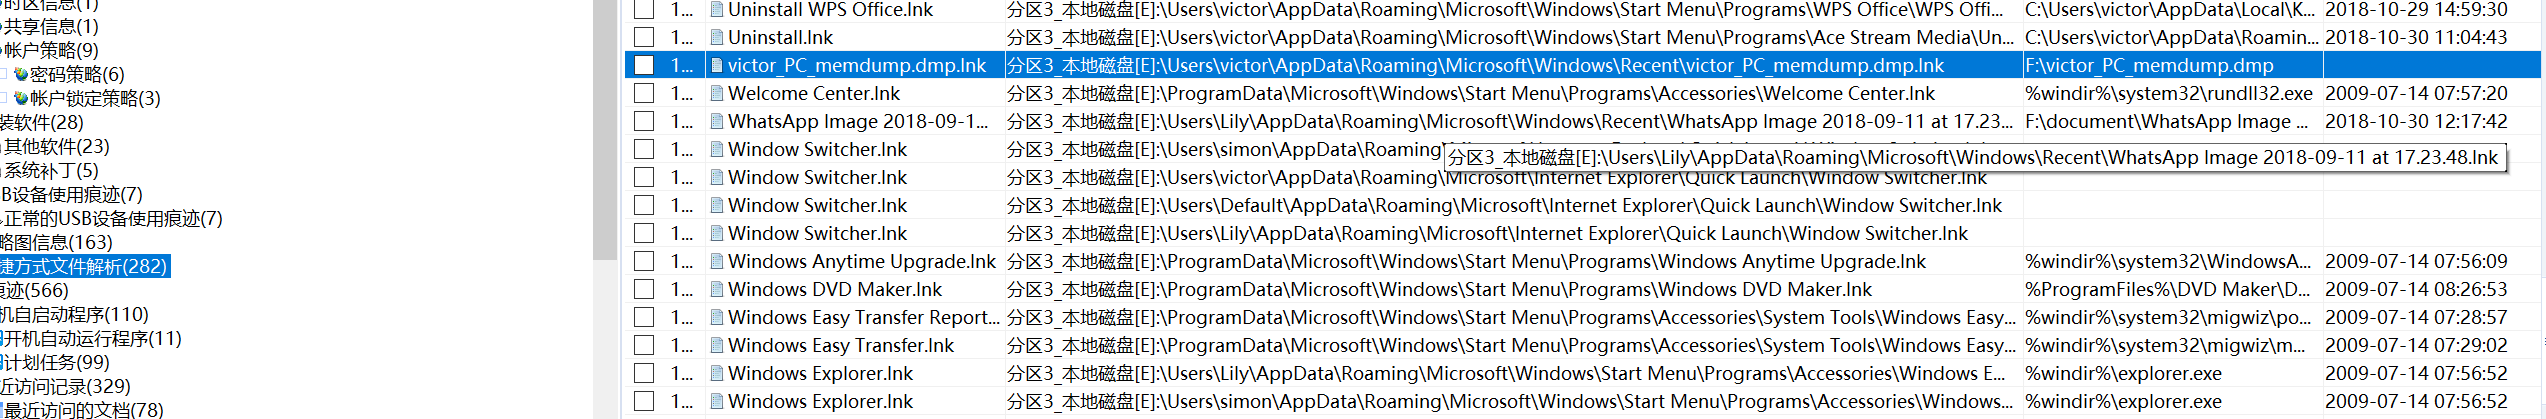 时区信息(1)
共享信息(1)
帐户策略(9)
密码策略(6)
帐户锁定策略(3)
装软件(28)
其他软件(23)
系统补丁(5)
B设备使用痕迹(7)
正常的USB设备使用痕迹(7)
略图信息(163)
捷方式文件解析(282)
痕迹(566)
机自启动程序(110)
开机自动运行程序(11)
计划任务(99)
近访问记录(329)
最近访问的文档(78)
1... Uninstall WPS Office.lnk 分区3_本地磁盘[E]:\Users\victor\AppData\Roaming\Microsoft\Windows\Start Menu\Programs\WPS Office\WPS Offi... C:\Users\victor\AppData\Local\K... 2018-10-29 14:59:30
1... Uninstall.lnk 分区3_本地磁盘[E]:\Users\victor\AppData\Roaming\Microsoft\Windows\Start Menu\Programs\Ace Stream Media\Un... C:\Users\victor\AppData\Roamin... 2018-10-30 11:04:43
1... victor_PC_memdump.dmp.lnk 分区3_本地磁盘[E]:\Users\victor\AppData\Roaming\Microsoft\Windows\Recent\victor_PC_memdump.dmp.lnk F:\victor_PC_memdump.dmp
1... Welcome Center.lnk 分区3_本地磁盘[E]:\ProgramData\Microsoft\Windows\Start Menu\Programs\Accessories\Welcome Center.lnk %windir%\system32\rundll32.exe 2009-07-14 07:57:20
1... WhatsApp Image 2018-09-1... 分区3_本地磁盘[E]:\Users\Lily\AppData\Roaming\Microsoft\Windows\Recent\WhatsApp Image 2018-09-11 at 17.23... F:\document\WhatsApp Image ... 2018-10-30 12:17:42
1... Window Switcher.lnk 分区3_本地磁盘[E]:\Users\simon\AppData\Roaming
分区3_本地磁盘[E]:\Users\Lily\AppData\Roaming\Microsoft\Windows\Recent\WhatsApp Image 2018-09-11 at 17.23.48.lnk
1... Window Switcher.lnk 分区3_本地磁盘[E]:\Users\victor\AppData\Roaming\Microsoft\Internet Explorer\Quick Launch\Window Switcher.lnk
1... Window Switcher.lnk 分区3_本地磁盘[E]:\Users\Default\AppData\Roaming\Microsoft\Internet Explorer\Quick Launch\Window Switcher.lnk
1... Window Switcher.lnk 分区3_本地磁盘[E]:\Users\Lily\AppData\Roaming\Microsoft\Internet Explorer\Quick Launch\Window Switcher.lnk
1... Windows Anytime Upgrade.lnk 分区3_本地磁盘[E]:\ProgramData\Microsoft\Windows\Start Menu\Programs\Windows Anytime Upgrade.lnk %windir%\system32\WindowsA... 2009-07-14 07:56:09
1... Windows DVD Maker.lnk 分区3_本地磁盘[E]:\ProgramData\Microsoft\Windows\Start Menu\Programs\Windows DVD Maker.lnk %ProgramFiles%\DVD Maker\D... 2009-07-14 08:26:53
1... Windows Easy Transfer Report... 分区3_本地磁盘[E]:\ProgramData\Microsoft\Windows\Start Menu\Programs\Accessories\System Tools\Windows Easy... %windir%\system32\migwiz\po... 2009-07-14 07:28:57
1... Windows Easy Transfer.lnk 分区3_本地磁盘[E]:\ProgramData\Microsoft\Windows\Start Menu\Programs\Accessories\System Tools\Windows Easy... %windir%\system32\migwiz\m... 2009-07-14 07:29:02
1... Windows Explorer.lnk 分区3_本地磁盘[E]:\Users\Lily\AppData\Roaming\Microsoft\Windows\Start Menu\Programs\Accessories\Windows E... %windir%\explorer.exe 2009-07-14 07:56:52
1... Windows Explorer.lnk 分区3_本地磁盘[E]:\Users\simon\AppData\Roaming\Microsoft\Windows\Start Menu\Programs\Accessories\Windows... %windir%\explorer.exe 2009-07-14 07:56:52